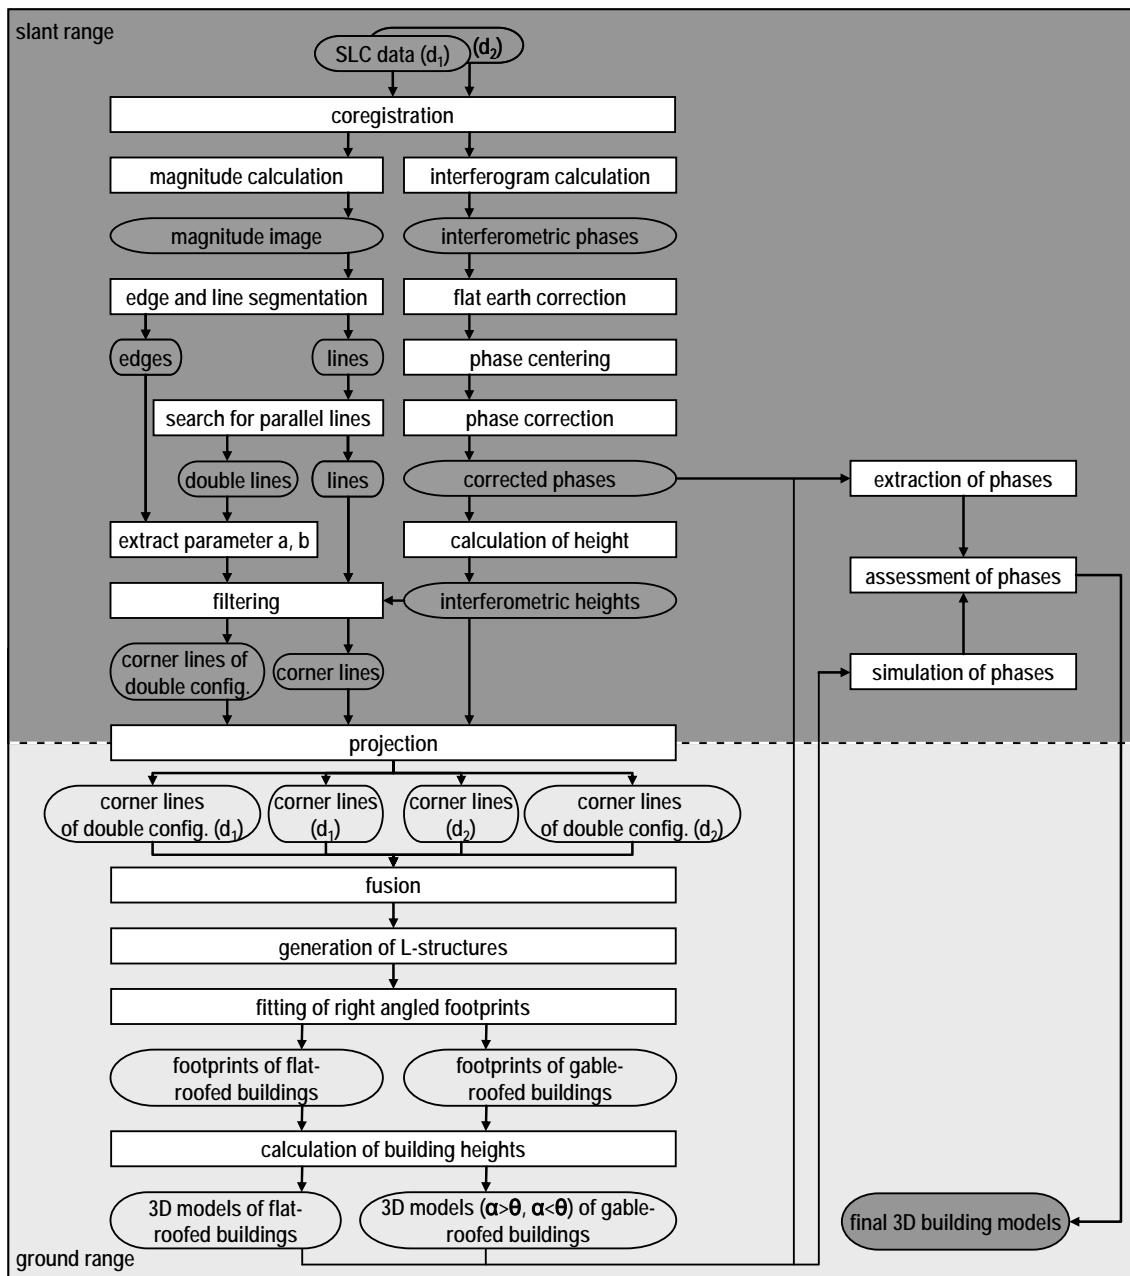 slant range
SLC data (d1)
(d2)
coregistration
magnitude calculation
interferogram calculation
magnitude image
interferometric phases
edge and line segmentation
flat earth correction
edges
lines
phase centering
search for parallel lines
phase correction
double lines
lines
corrected phases
extraction of phases
extract parameter a, b
calculation of height
assessment of phases
filtering
interferometric heights
corner lines of
double config.
corner lines
simulation of phases
projection
corner lines
of double config. (d1)
corner lines
(d1)
corner lines
(d2)
corner lines
of double config. (d2)
fusion
generation of L-structures
fitting of right angled footprints
footprints of flat-
roofed buildings
footprints of gable-
roofed buildings
calculation of building heights
3D models of flat-
roofed buildings
3D models (α>θ, α<θ) of gable-
roofed buildings
final 3D building models
ground range